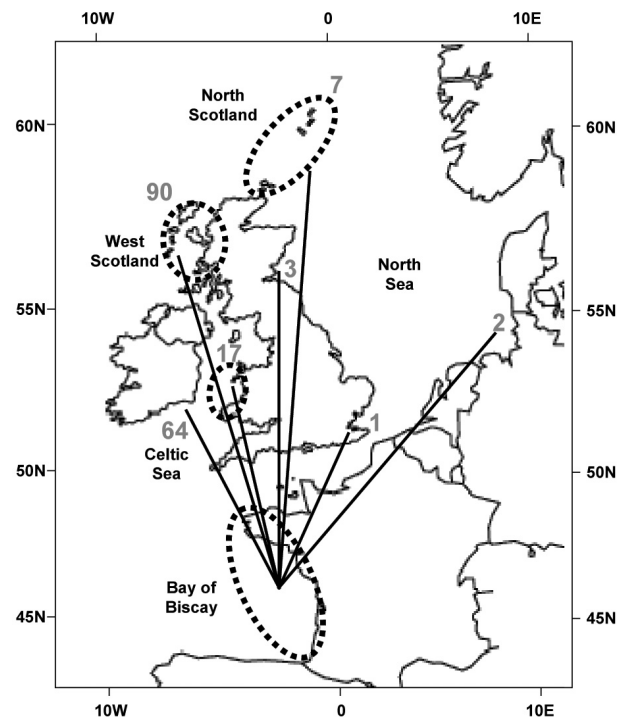 10W 0 10E
7
North
Scotland
60N 60N
90
West
Scotland
North
Sea
3
55N 55N
2
17
1
64
Celtic
Sea
50N 50N
Bay of
Biscay
45N 45N
10W 0 10E